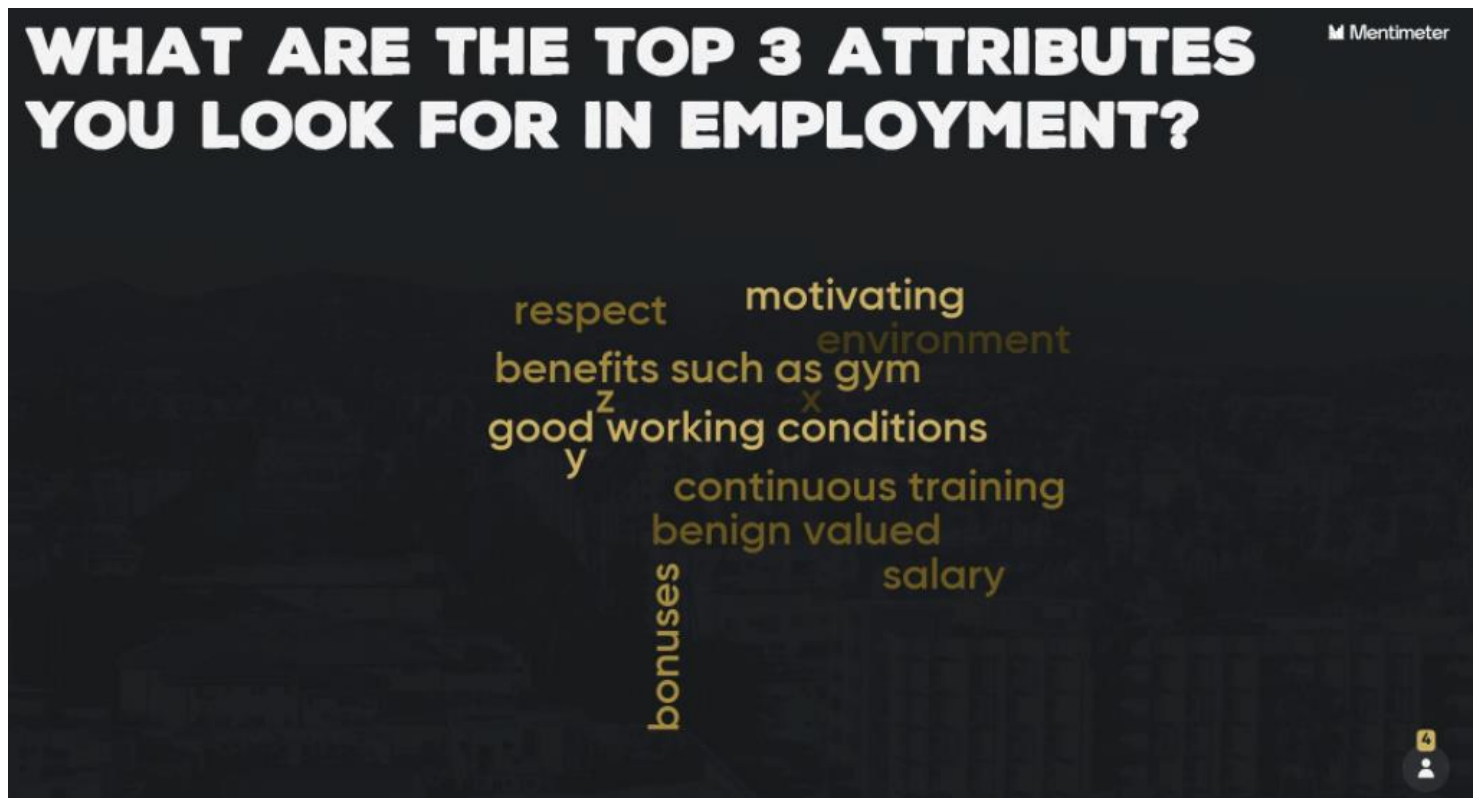 WHAT ARE THE TOP 3 ATTRIBUTES
YOU LOOK FOR IN EMPLOYMENT?
Mentimeter
respect
motivating
environment
benefits such as gym
z
x
good working conditions
y
continuous training
benign valued
salary
bonuses
4